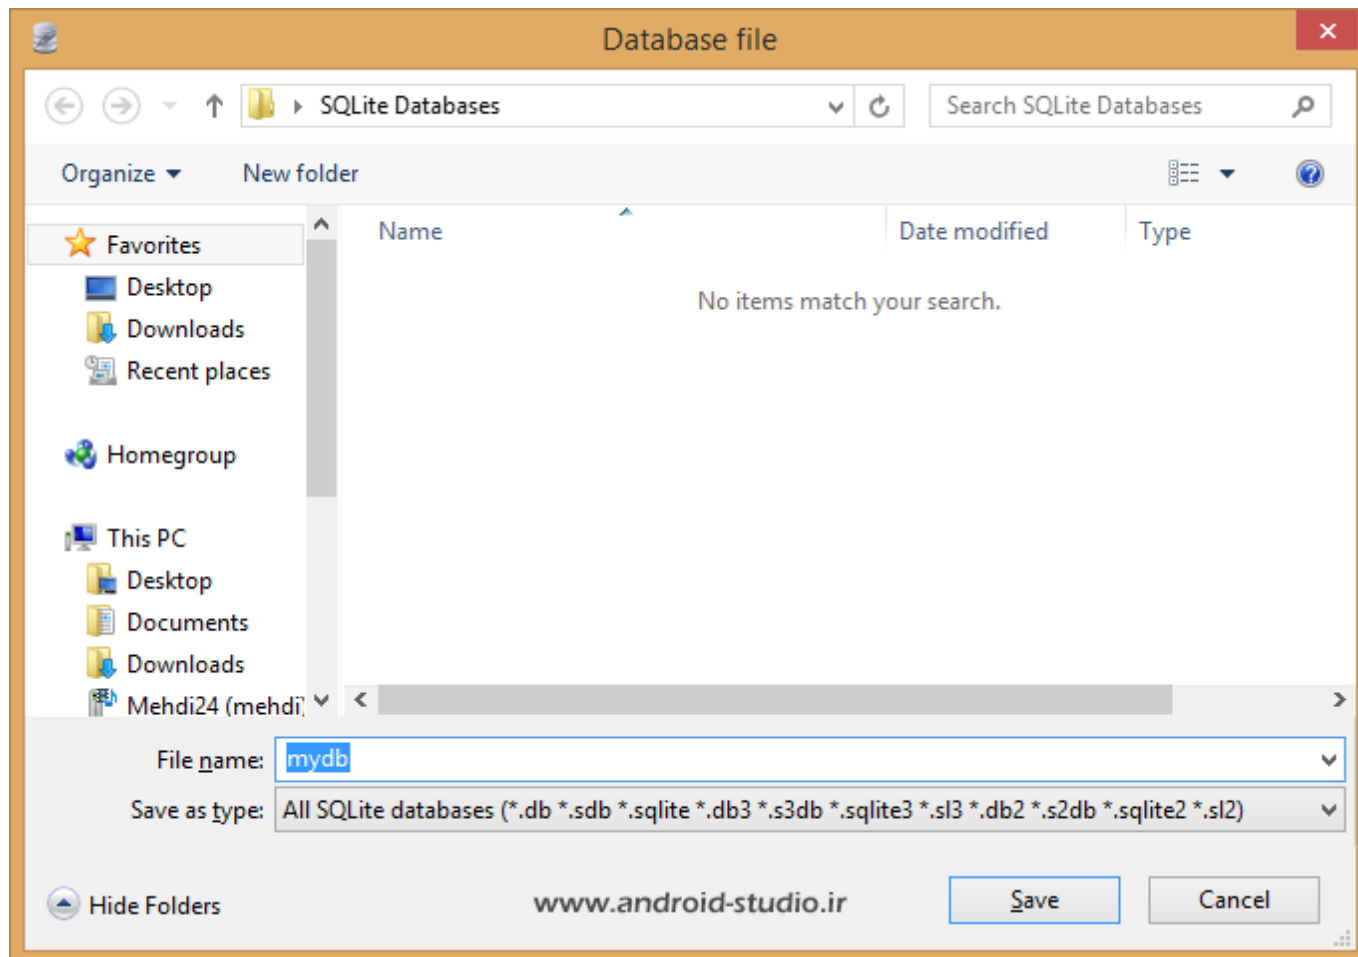 Database file
SQLite Databases
Search SQLite Databases
Organize
New folder
Name
Date modified
Type
No items match your search.
Favorites
Desktop
Downloads
Recent places
Homegroup
This PC
Desktop
Documents
Downloads
Mehdi24 (mehdi)
File name: mydb
Save as type: All SQLite databases (*.db *.sdb *.sqlite *.db3 *.s3db *.sqlite3 *.sl3 *.db2 *.s2db *.sqlite2 *.sl2)
Hide Folders
www.android-studio.ir
Save
Cancel